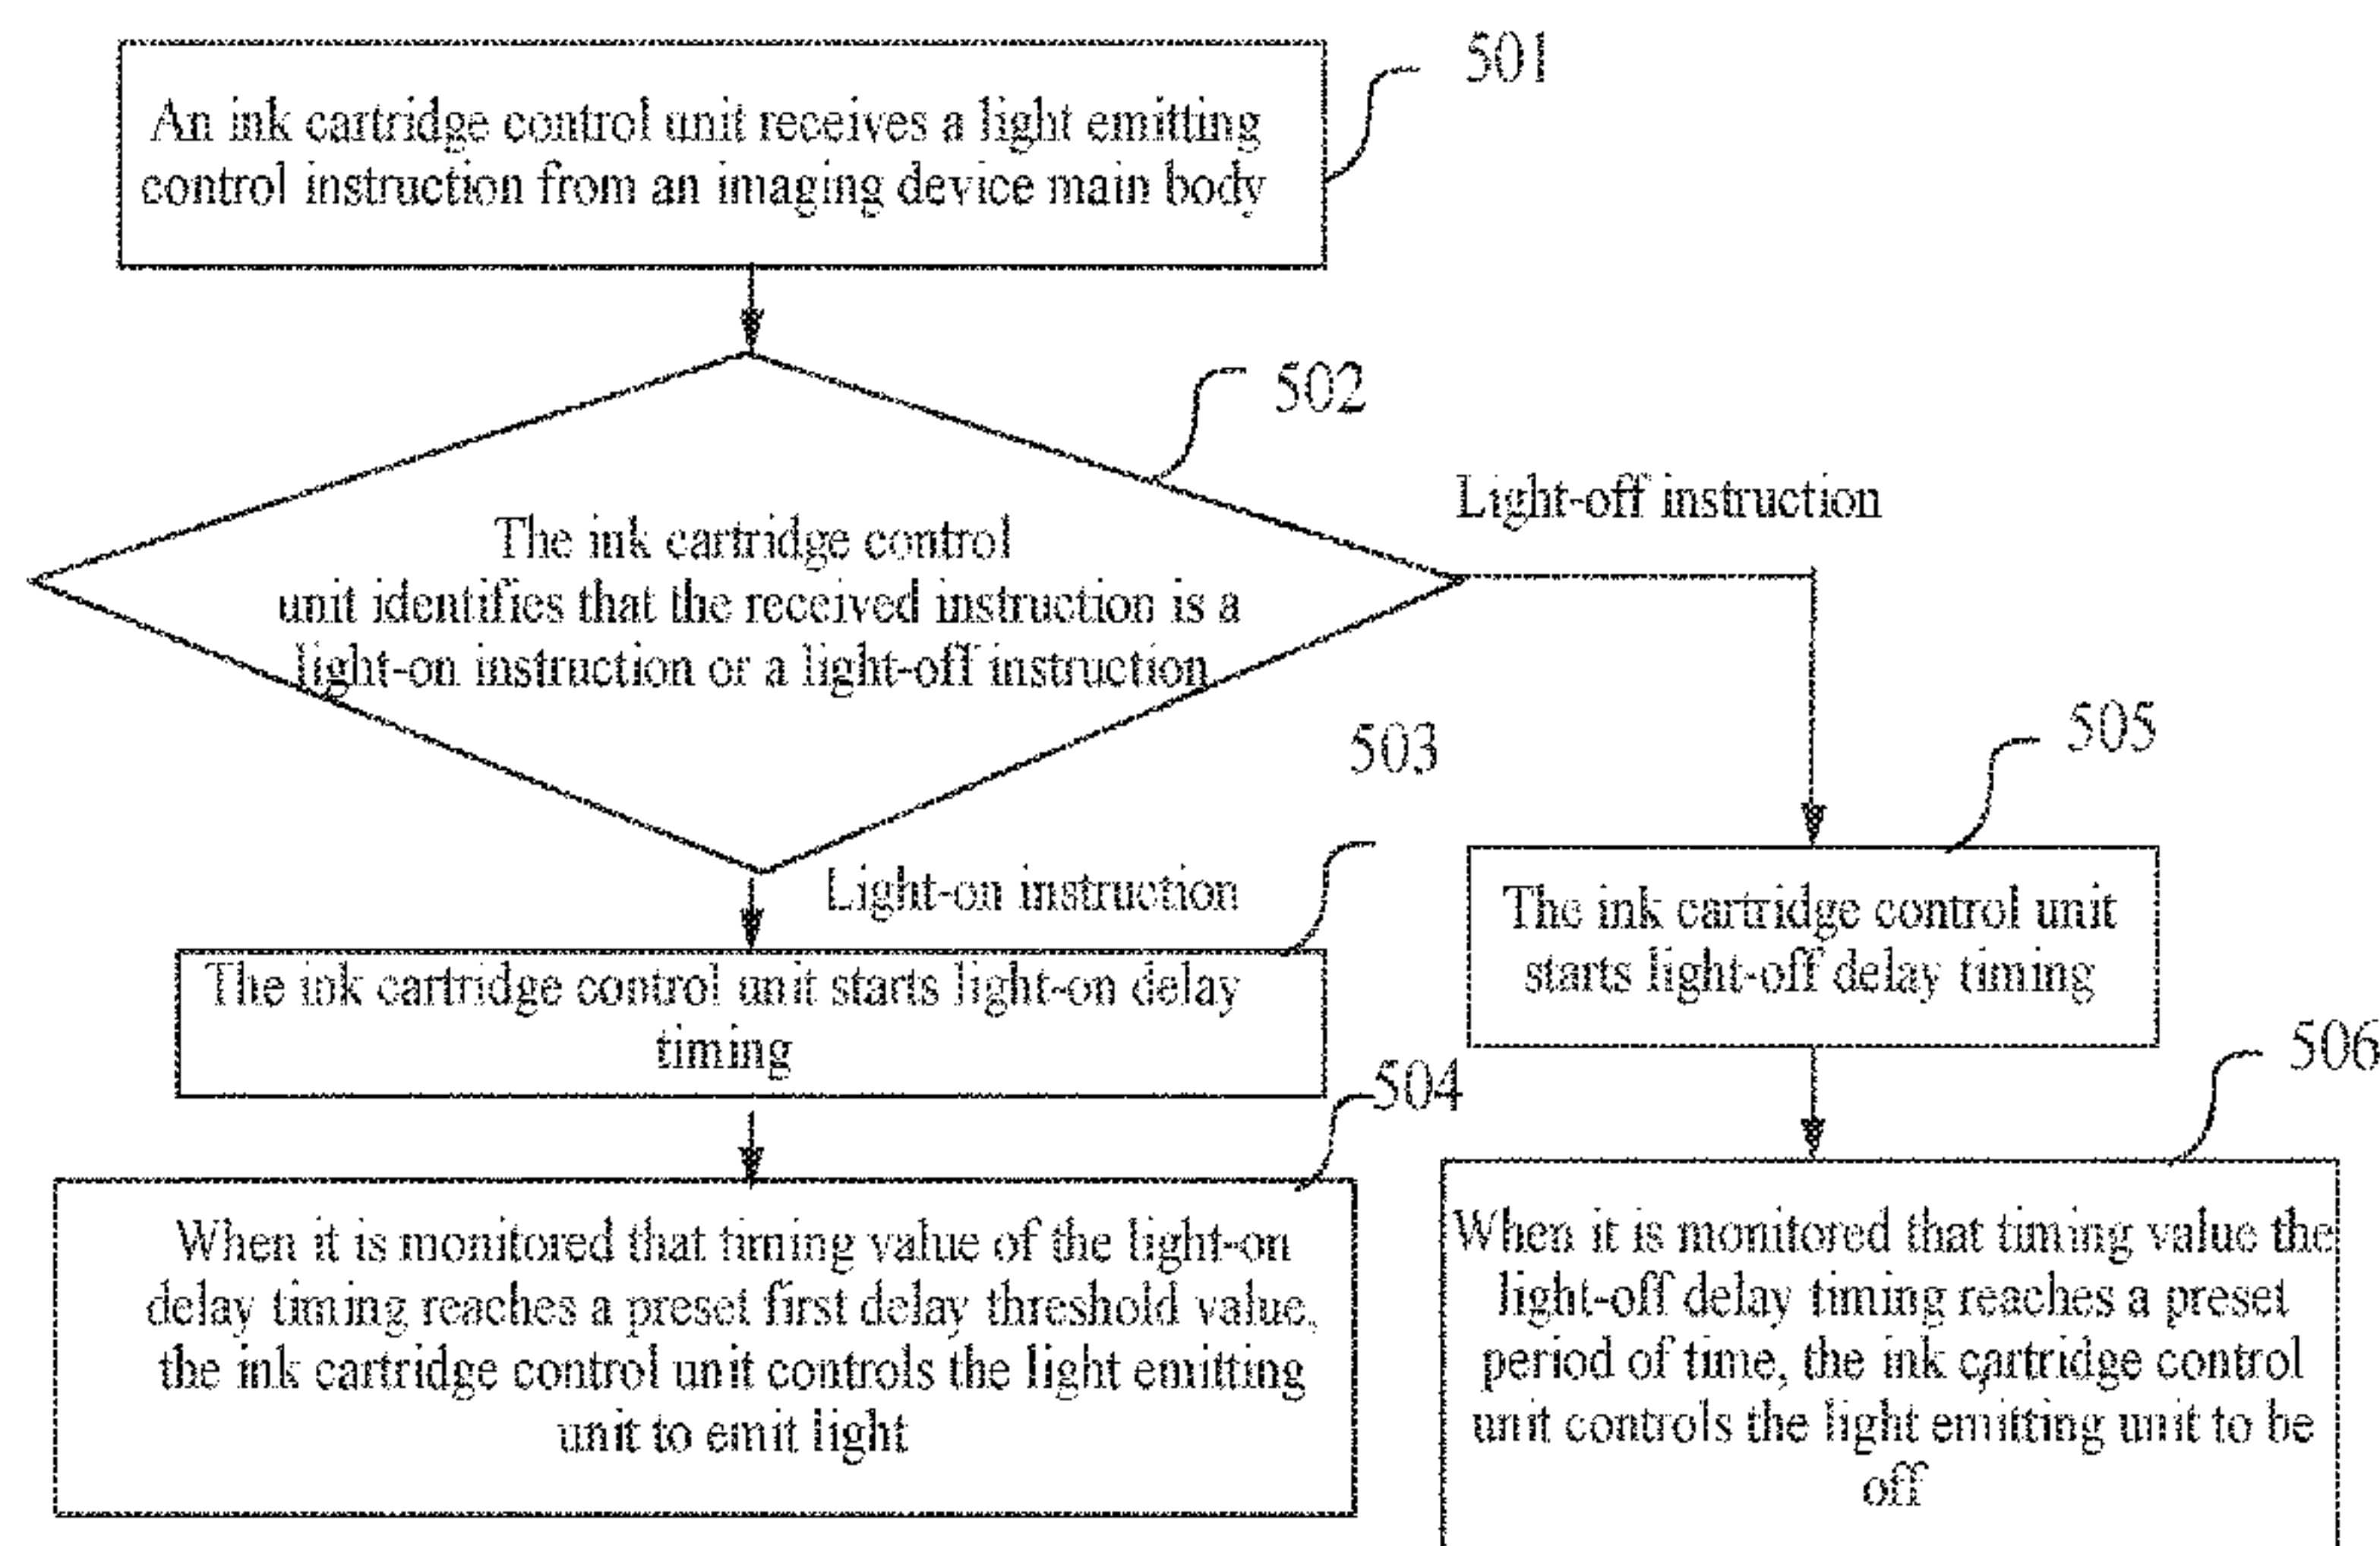 501
An ink cartridge control unit receives a light emitting
control instruction from an imaging device main body
502
Light-off instruction
The ink cartridge control
unit identifies that the received instruction is a
light-on instruction or a light-off instruction
503
505
Light-on instruction
The ink cartridge control unit
starts light-off delay timing
The ink cartridge control unit starts light-on delay
timing
504
506
When it is monitored that timing value of the light-on
delay timing reaches a preset first delay threshold value,
the ink cartridge control unit controls the light emitting
unit to emit light
When it is monitored that timing value the
light-off delay timing reaches a preset
period of time, the ink cartridge control
unit controls the light emitting unit to be
off